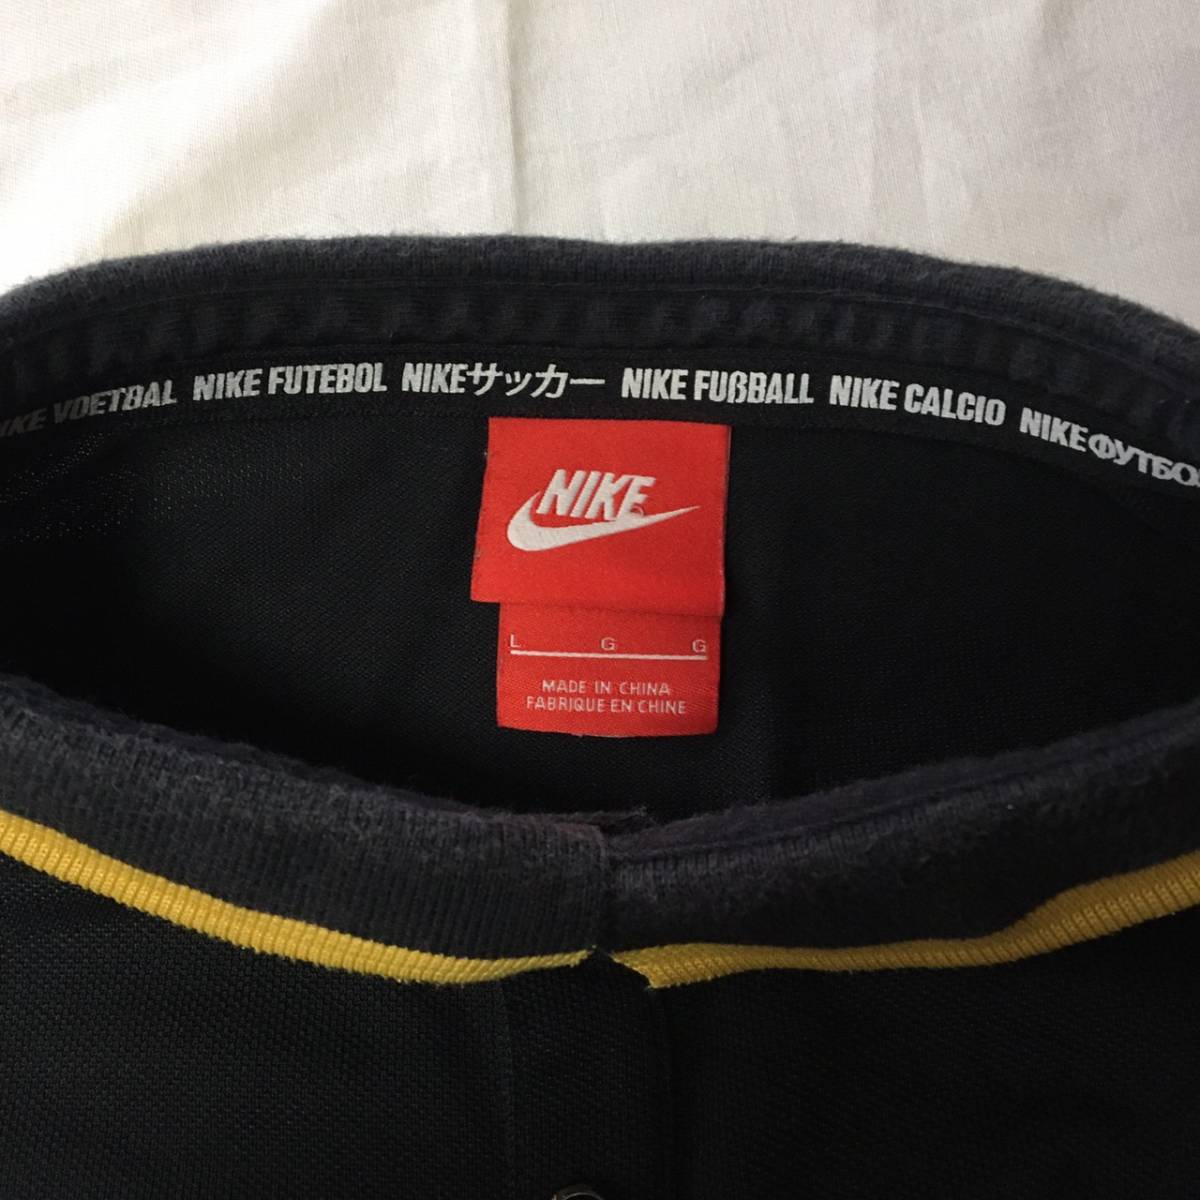 NIKE VOETBAL NIKE FUTEBOL NIKEサッカー NIKE FUßBALL NIKE CALCIO NIKEФУТБО
NIKE
L G G
MADE IN CHINA
FABRIQUE EN CHINE